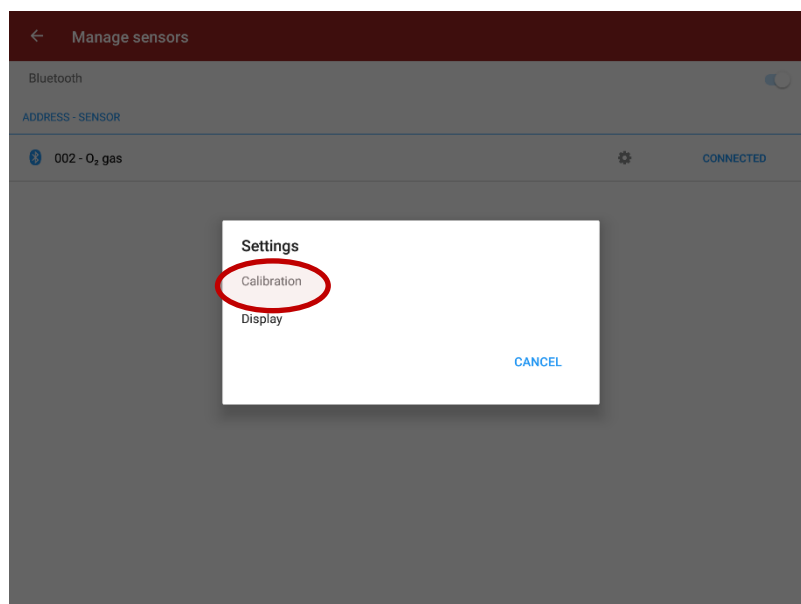 Manage sensors
Bluetooth
ADDRESS - SENSOR
002 - O₂ gas
CONNECTED
Settings
Calibration
Display
CANCEL